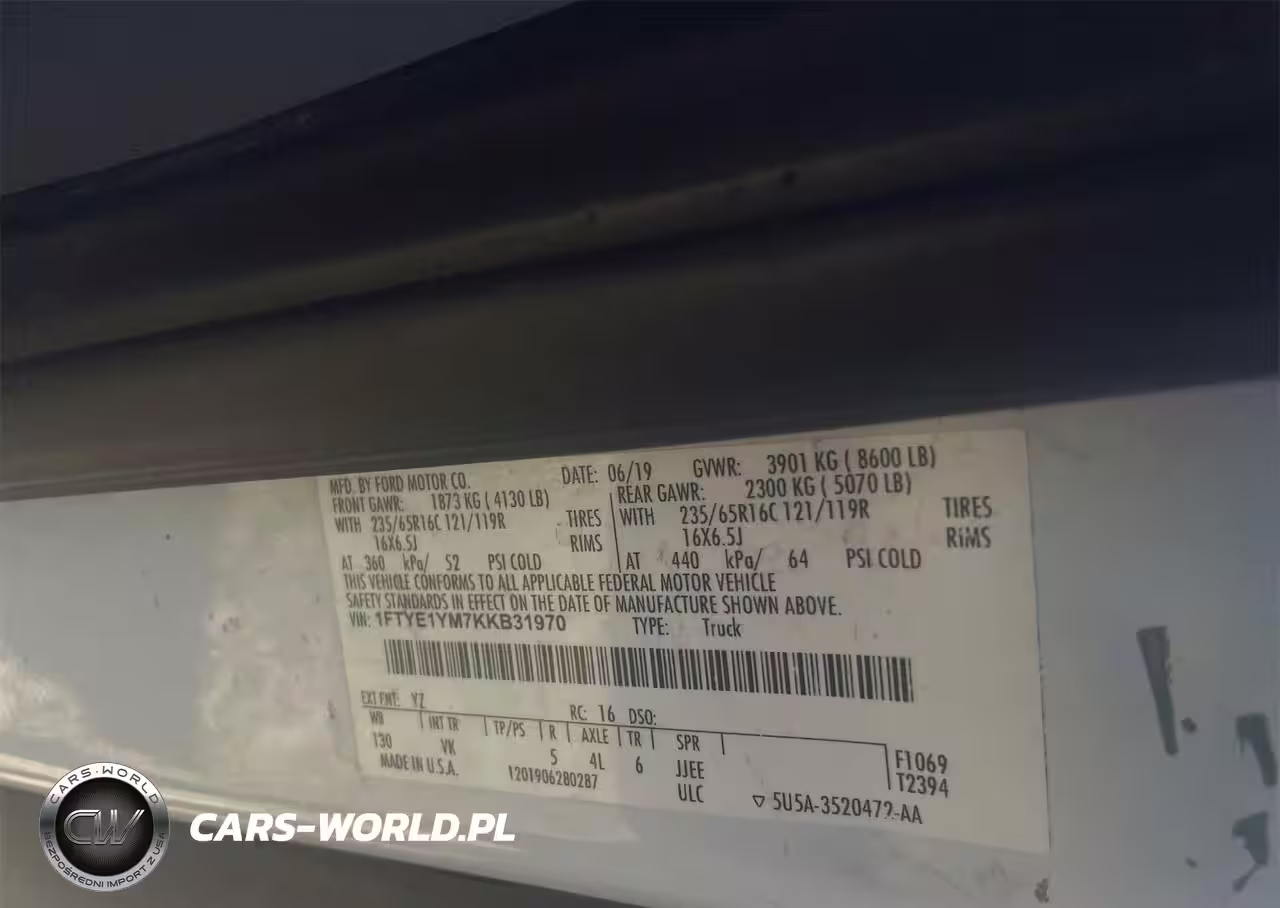 MFD. BY FORD MOTOR CO. DATE: 06/19 GVWR: 3901 KG ( 8600 LB)
FRONT GAWR: 1873 KG ( 4130 LB) REAR GAWR: 2300 KG ( 5070 LB)
WITH 235/65R16C 121/119R TIRES WITH 235/65R16C 121/119R TIRES
16X6.5J RIMS 16X6.5J RIMS
AT 360 kPa/ 52 PSI COLD AT 440 kPa/ 64 PSI COLD
THIS VEHICLE CONFORMS TO ALL APPLICABLE FEDERAL MOTOR VEHICLE
SAFETY STANDARDS IN EFFECT ON THE DATE OF MANUFACTURE SHOWN ABOVE.
VIN: 1FTYE1YM7KKB31970 TYPE: Truck
EXT PNT: YZ RC: 16 DSO:
WB INT TR TP/PS R AXLE TR SPR
130 VK 5 4L 6 JJEE F1069
MADE IN U.S.A. 1201906280287 ULC T2394
▽ 5U5A-3520472-AA
CARS-WORLD
CW
BEZPOŚREDNI IMPORT Z USA
CARS-WORLD.PL